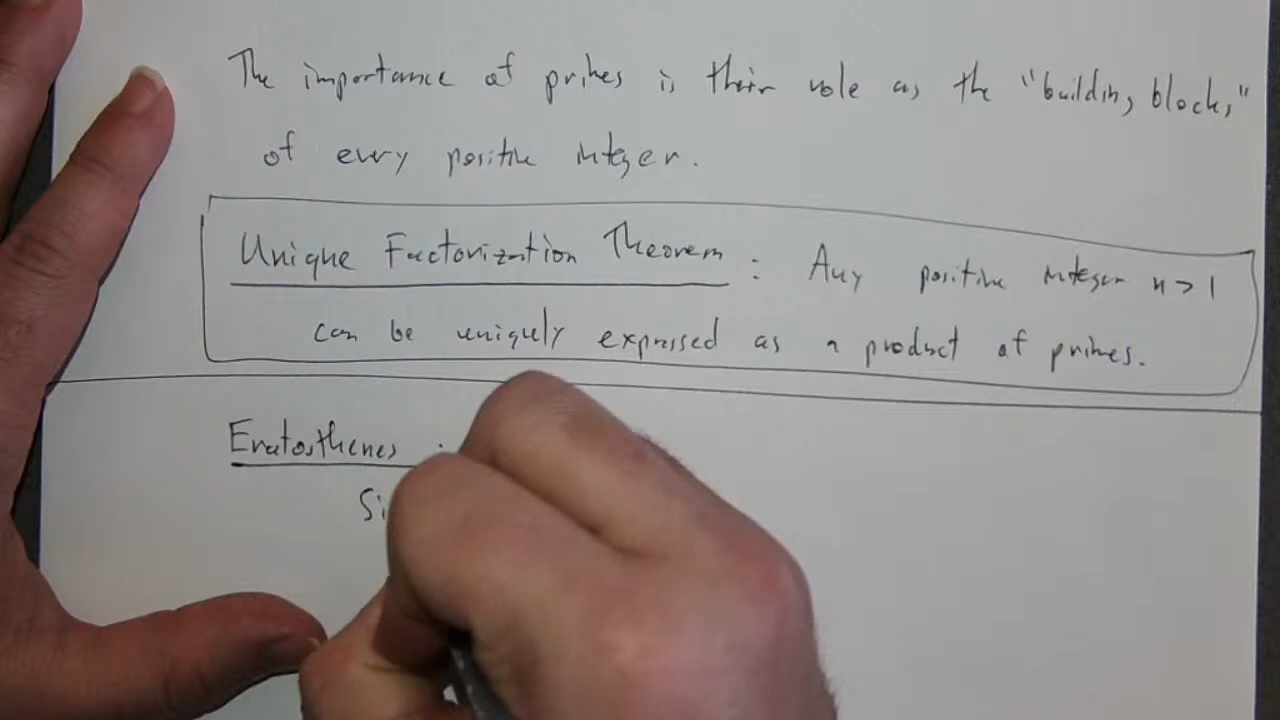 The importance of primes is their role as the "building blocks"
of every positive integer.
Unique Factorization Theorem : Any positive integer n > 1
can be uniquely expressed as a product of primes.
Eratosthenes :
Si